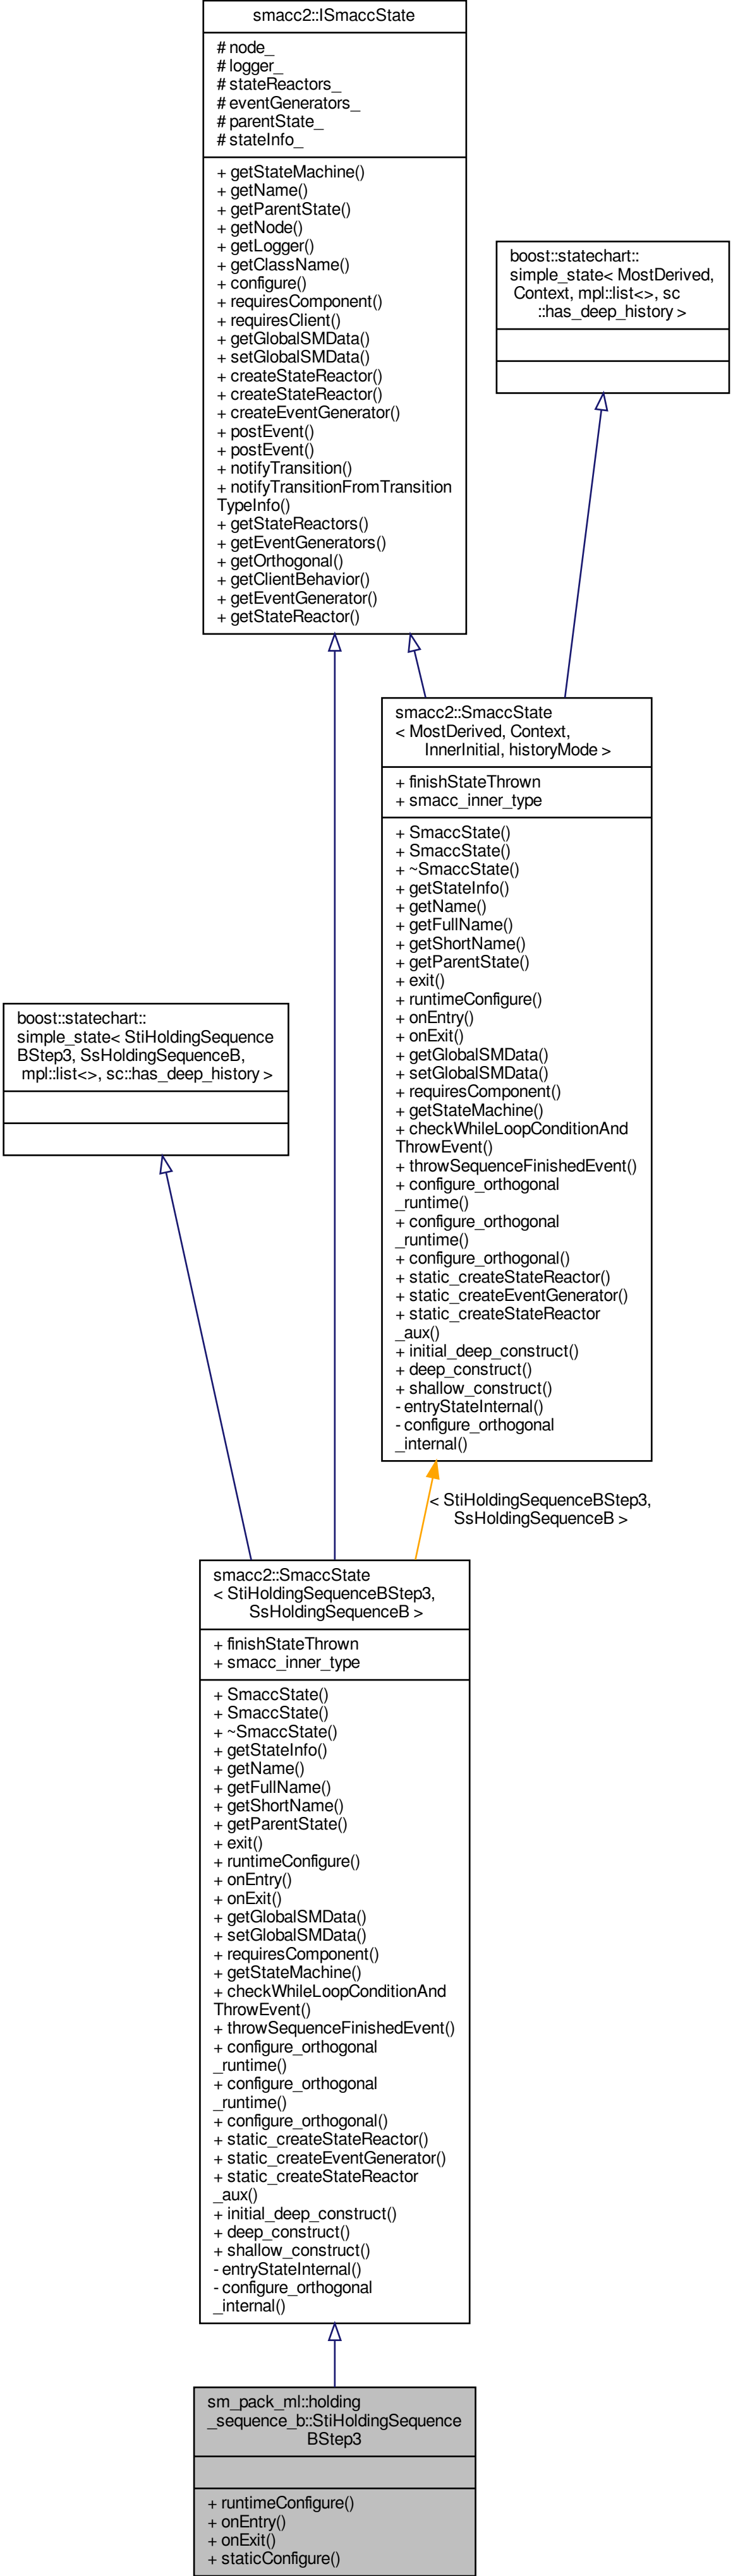 smacc2::ISmaccState
# node_
# logger_
# stateReactors_
# eventGenerators_
# parentState_
# stateInfo_
+ getStateMachine()
+ getName()
+ getParentState()
+ getNode()
+ getLogger()
+ getClassName()
+ configure()
+ requiresComponent()
+ requiresClient()
+ getGlobalSMData()
+ setGlobalSMData()
+ createStateReactor()
+ createStateReactor()
+ createEventGenerator()
+ postEvent()
+ postEvent()
+ notifyTransition()
+ notifyTransitionFromTransition
TypeInfo()
+ getStateReactors()
+ getEventGenerators()
+ getOrthogonal()
+ getClientBehavior()
+ getEventGenerator()
+ getStateReactor()
boost::statechart::
simple_state< MostDerived,
Context, mpl::list<>, sc
::has_deep_history >
smacc2::SmaccState
< MostDerived, Context,
InnerInitial, historyMode >
+ finishStateThrown
+ smacc_inner_type
+ SmaccState()
+ SmaccState()
+ ~SmaccState()
+ getStateInfo()
+ getName()
+ getFullName()
+ getShortName()
+ getParentState()
+ exit()
+ runtimeConfigure()
+ onEntry()
+ onExit()
+ getGlobalSMData()
+ setGlobalSMData()
+ requiresComponent()
+ getStateMachine()
+ checkWhileLoopConditionAnd
ThrowEvent()
+ throwSequenceFinishedEvent()
+ configure_orthogonal
_runtime()
+ configure_orthogonal
_runtime()
+ configure_orthogonal()
+ static_createStateReactor()
+ static_createEventGenerator()
+ static_createStateReactor
_aux()
+ initial_deep_construct()
+ deep_construct()
+ shallow_construct()
- entryStateInternal()
- configure_orthogonal
_internal()
boost::statechart::
simple_state< StiHoldingSequence
BStep3, SsHoldingSequenceB,
mpl::list<>, sc::has_deep_history >
< StiHoldingSequenceBStep3,
SsHoldingSequenceB >
smacc2::SmaccState
< StiHoldingSequenceBStep3,
SsHoldingSequenceB >
+ finishStateThrown
+ smacc_inner_type
+ SmaccState()
+ SmaccState()
+ ~SmaccState()
+ getStateInfo()
+ getName()
+ getFullName()
+ getShortName()
+ getParentState()
+ exit()
+ runtimeConfigure()
+ onEntry()
+ onExit()
+ getGlobalSMData()
+ setGlobalSMData()
+ requiresComponent()
+ getStateMachine()
+ checkWhileLoopConditionAnd
ThrowEvent()
+ throwSequenceFinishedEvent()
+ configure_orthogonal
_runtime()
+ configure_orthogonal
_runtime()
+ configure_orthogonal()
+ static_createStateReactor()
+ static_createEventGenerator()
+ static_createStateReactor
_aux()
+ initial_deep_construct()
+ deep_construct()
+ shallow_construct()
- entryStateInternal()
- configure_orthogonal
_internal()
sm_pack_ml::holding
_sequence_b::StiHoldingSequence
BStep3
+ runtimeConfigure()
+ onEntry()
+ onExit()
+ staticConfigure()